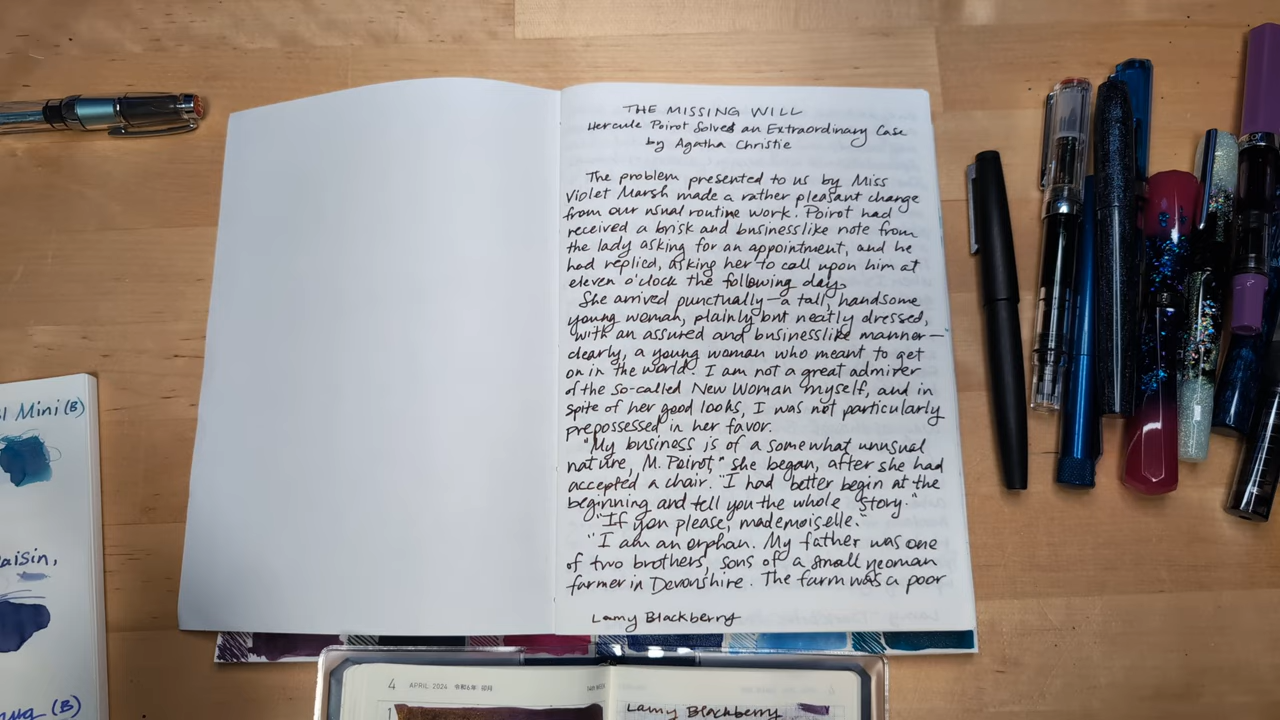 THE MISSING WILL
Hercule Poirot Solves an Extraordinary Case
by Agatha Christie
The problem presented to us by Miss
Violet Marsh made a rather pleasant change
from our usual routine work. Poirot had
received a brisk and businesslike note from
the lady asking for an appointment, and he
had replied, asking her to call upon him at
eleven o'clock the following day.
She arrived punctually—a tall, handsome
young woman, plainly but neatly dressed,
with an assured and businesslike manner—
clearly, a young woman who meant to get
on in the world. I am not a great admirer
of the so-called New Woman myself, and in
spite of her good looks, I was not particularly
prepossessed in her favor.
"My business is of a somewhat unusual
nature, M. Poirot," she began, after she had
accepted a chair. "I had better begin at the
beginning and tell you the whole story."
"If you please, mademoiselle."
"I am an orphan. My father was one
of two brothers, sons of a small yeoman
farmer in Devonshire. The farm was a poor
Lamy Blackberry
Mini (B)
aisin,
(B)
4 APRIL 2024 令和6年
1
Lamy Blackberry